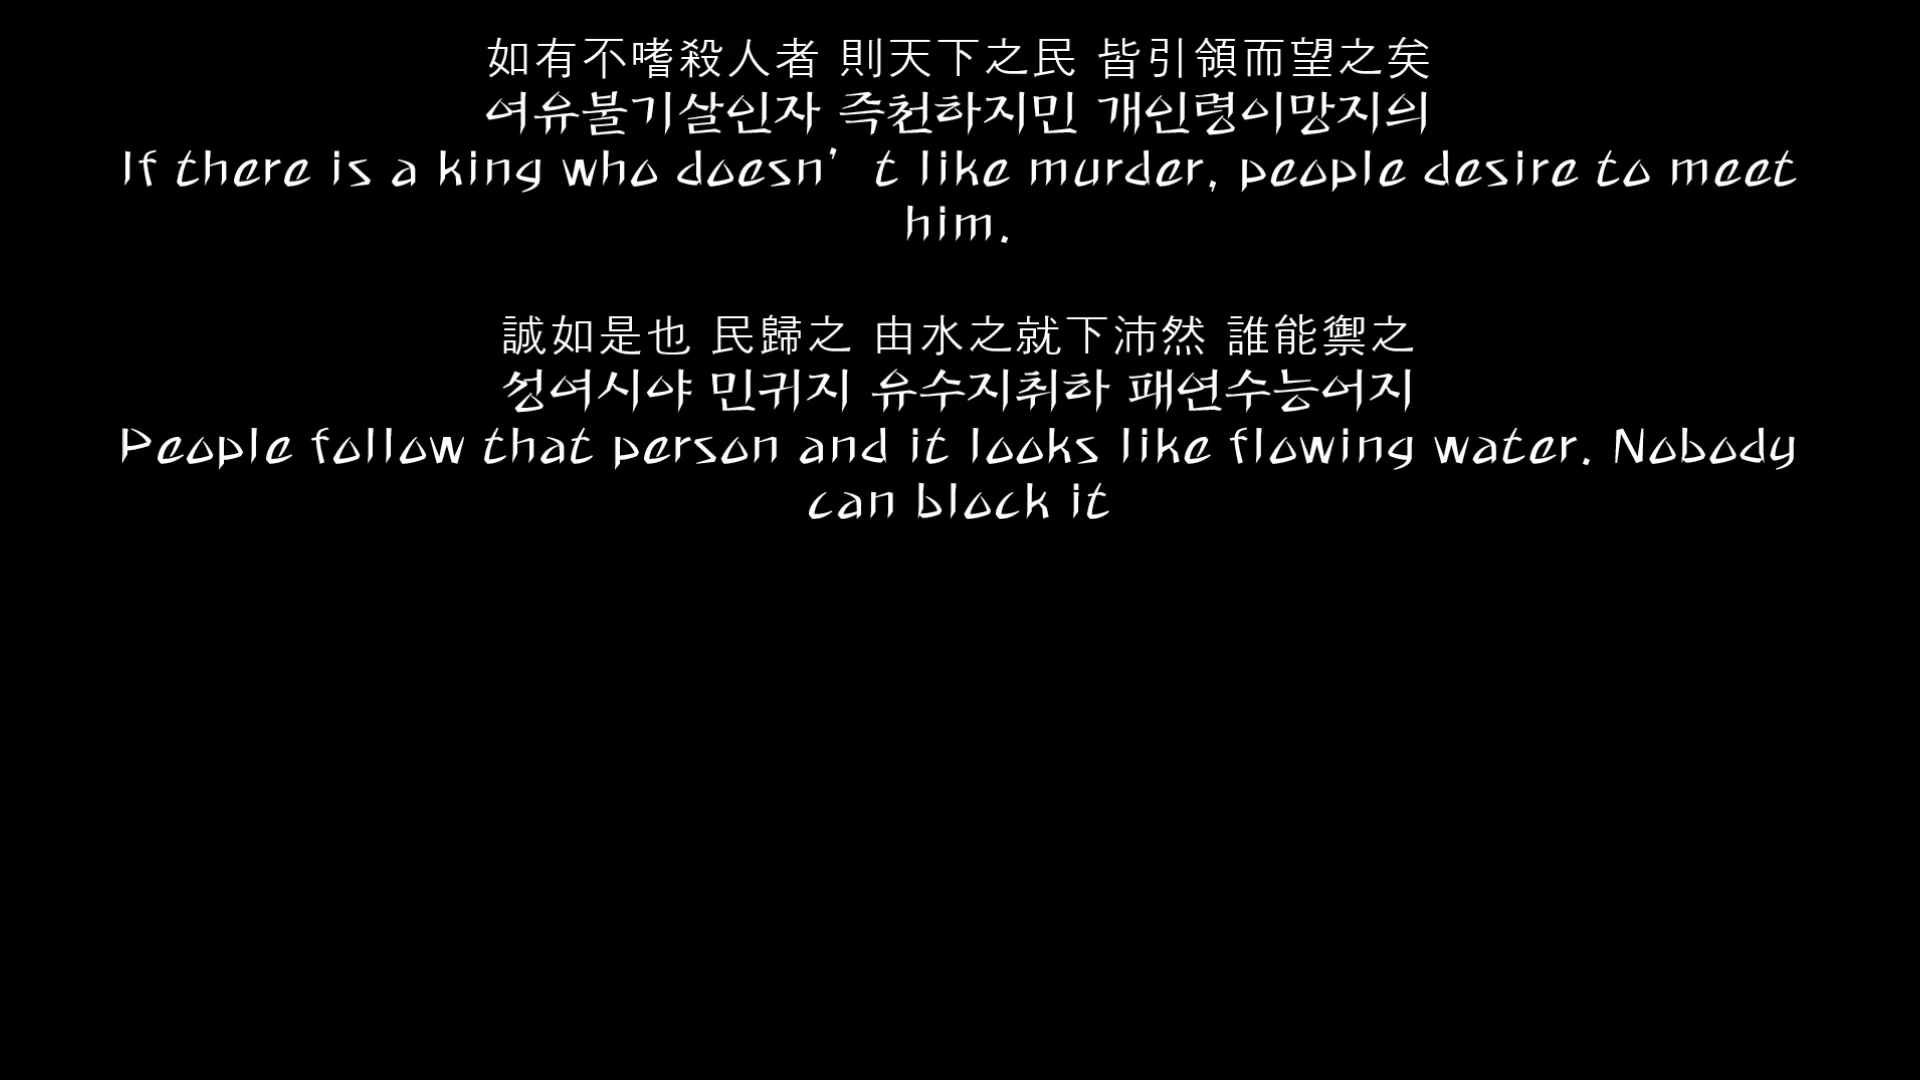 如有不嗜殺人者 則天下之民 皆引領而望之矣
여유불기살인자 즉천하지민 개인령이망지의
If there is a king who doesn’t like murder, people desire to meet
him.
誠如是也 民歸之 由水之就下沛然 誰能禦之
성여시야 민귀지 유수지취하 패연수능어지
People follow that person and it looks like flowing water. Nobody
can block it